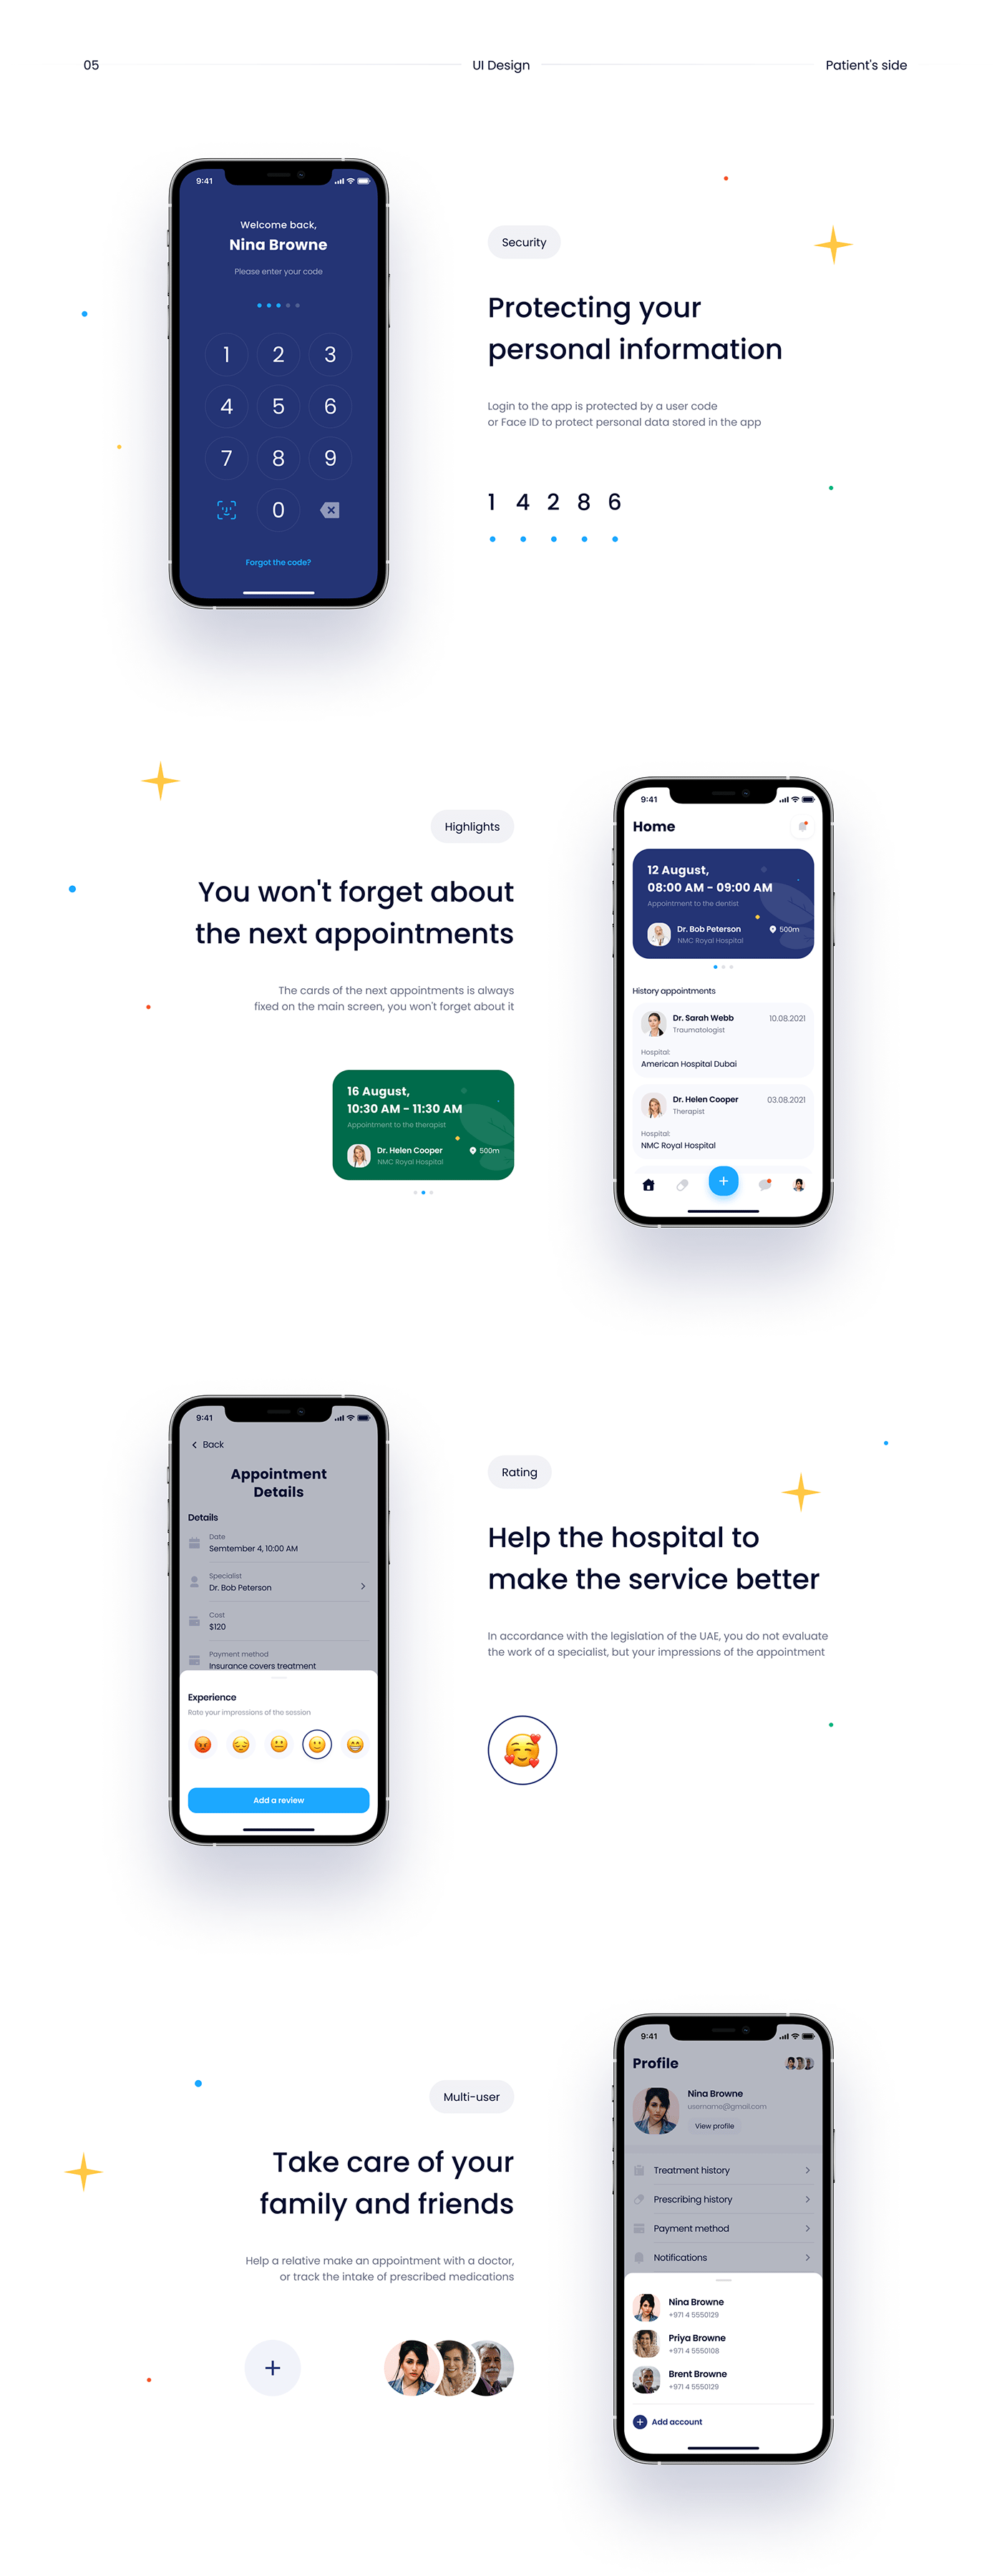 05
UI Design
Patient's side
9:41
Welcome back,
Nina Browne
Please enter your code
1 2 3
4 5 6
7 8 9
0
Forgot the code?
Security
Protecting your
personal information
Login to the app is protected by a user code
or Face ID to protect personal data stored in the app
1 4 2 8 6
Highlights
You won't forget about
the next appointments
The cards of the next appointments is always
fixed on the main screen, you won't forget about it
16 August,
10:30 AM - 11:30 AM
Appointment to the therapist
Dr. Helen Cooper
500m
NMC Royal Hospital
9:41
Home
12 August,
08:00 AM - 09:00 AM
Appointment to the dentist
Dr. Bob Peterson
500m
NMC Royal Hospital
History appointments
Dr. Sarah Webb
10.08.2021
Traumatologist
Hospital:
American Hospital Dubai
Dr. Helen Cooper
03.08.2021
Therapist
Hospital:
NMC Royal Hospital
9:41
Back
Appointment
Details
Details
Date
Semtember 4, 10:00 AM
Specialist
Dr. Bob Peterson
Cost
$120
Payment method
Insurance covers treatment
Experience
Rate your impressions of the session
Add a review
Rating
Help the hospital to
make the service better
In accordance with the legislation of the UAE, you do not evaluate
the work of a specialist, but your impressions of the appointment
Multi-user
Take care of your
family and friends
Help a relative make an appointment with a doctor,
or track the intake of prescribed medications
9:41
Profile
Nina Browne
username@gmail.com
View profile
Treatment history
Prescribing history
Payment method
Notifications
Nina Browne
+971 4 5550129
Priya Browne
+971 4 5550108
Brent Browne
+971 4 5550129
Add account